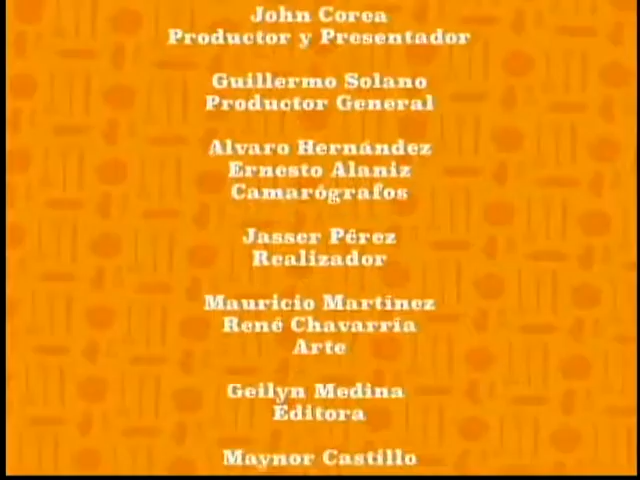 John Corea
Productor y Presentador
Guillermo Solano
Productor General
Alvaro Hernández
Ernesto Alaniz
Camarógrafos
Jasser Pérez
Realizador
Mauricio Martínez
René Chavarría
Arte
Geilyn Medina
Editora
Maynor Castillo